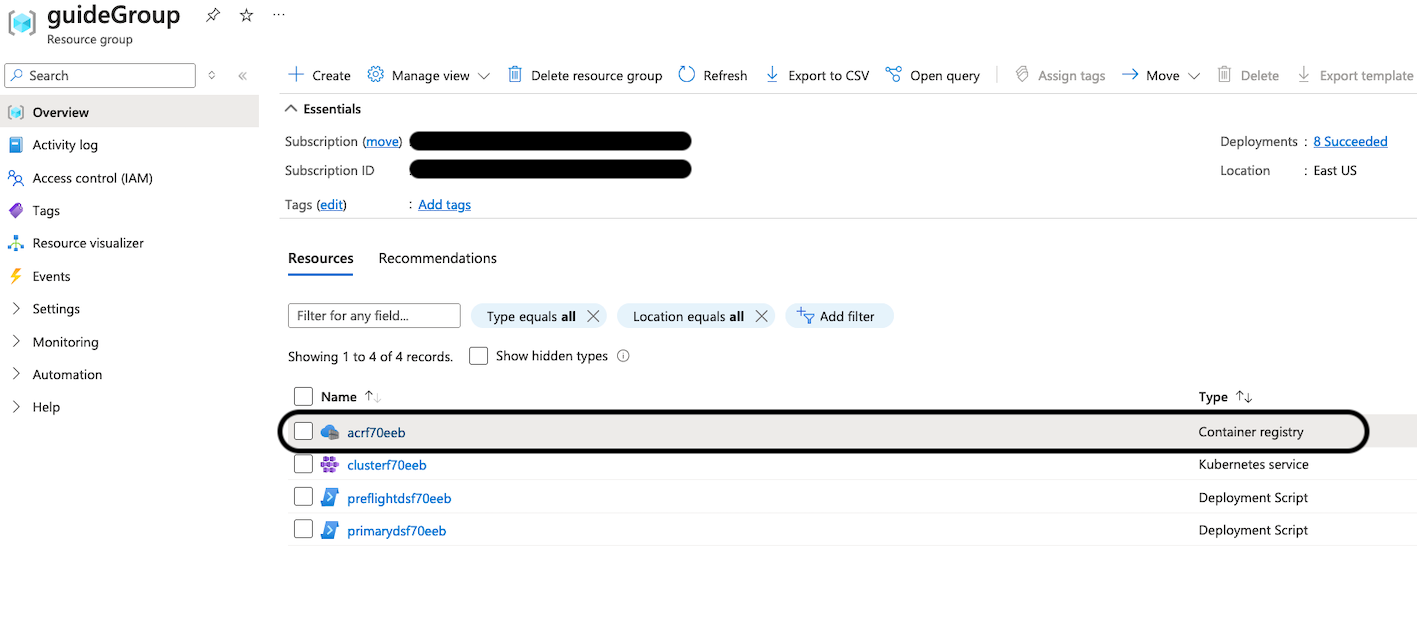 guideGroup
Resource group
Search
Overview
Activity log
Access control (IAM)
Tags
Resource visualizer
Events
Settings
Monitoring
Automation
Help
Create Manage view Delete resource group Refresh Export to CSV Open query Assign tags Move Delete Export template
Essentials
Subscription (move) Deployments : 8 Succeeded
Subscription ID : Location : East US
Tags (edit) : Add tags
Resources Recommendations
Filter for any field... Type equals all Location equals all Add filter
Showing 1 to 4 of 4 records. Show hidden types
Name Type
acrf70eeb Container registry
clusterf70eeb Kubernetes service
preflightdsf70eeb Deployment Script
primarydsf70eeb Deployment Script